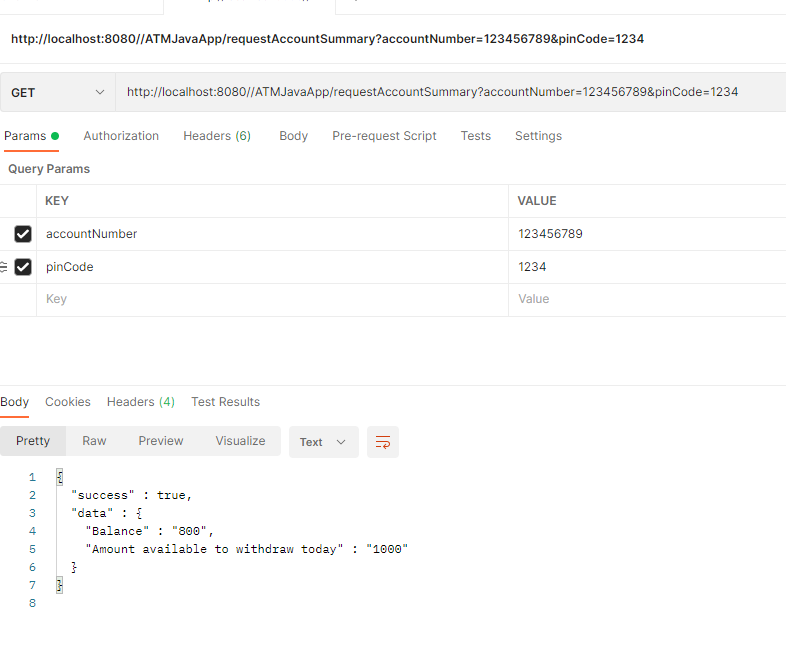 http://localhost:8080//ATMJavaApp/requestAccountSummary?accountNumber=123456789&pinCode=1234
GET http://localhost:8080//ATMJavaApp/requestAccountSummary?accountNumber=123456789&pinCode=1234
Params Authorization Headers (6) Body Pre-request Script Tests Settings
Query Params
KEY VALUE
accountNumber 123456789
pinCode 1234
Key Value
Body Cookies Headers (4) Test Results
Pretty Raw Preview Visualize Text
1 {
2 "success" : true,
3 "data" : {
4 "Balance" : "800",
5 "Amount available to withdraw today" : "1000"
6 }
7 }
8